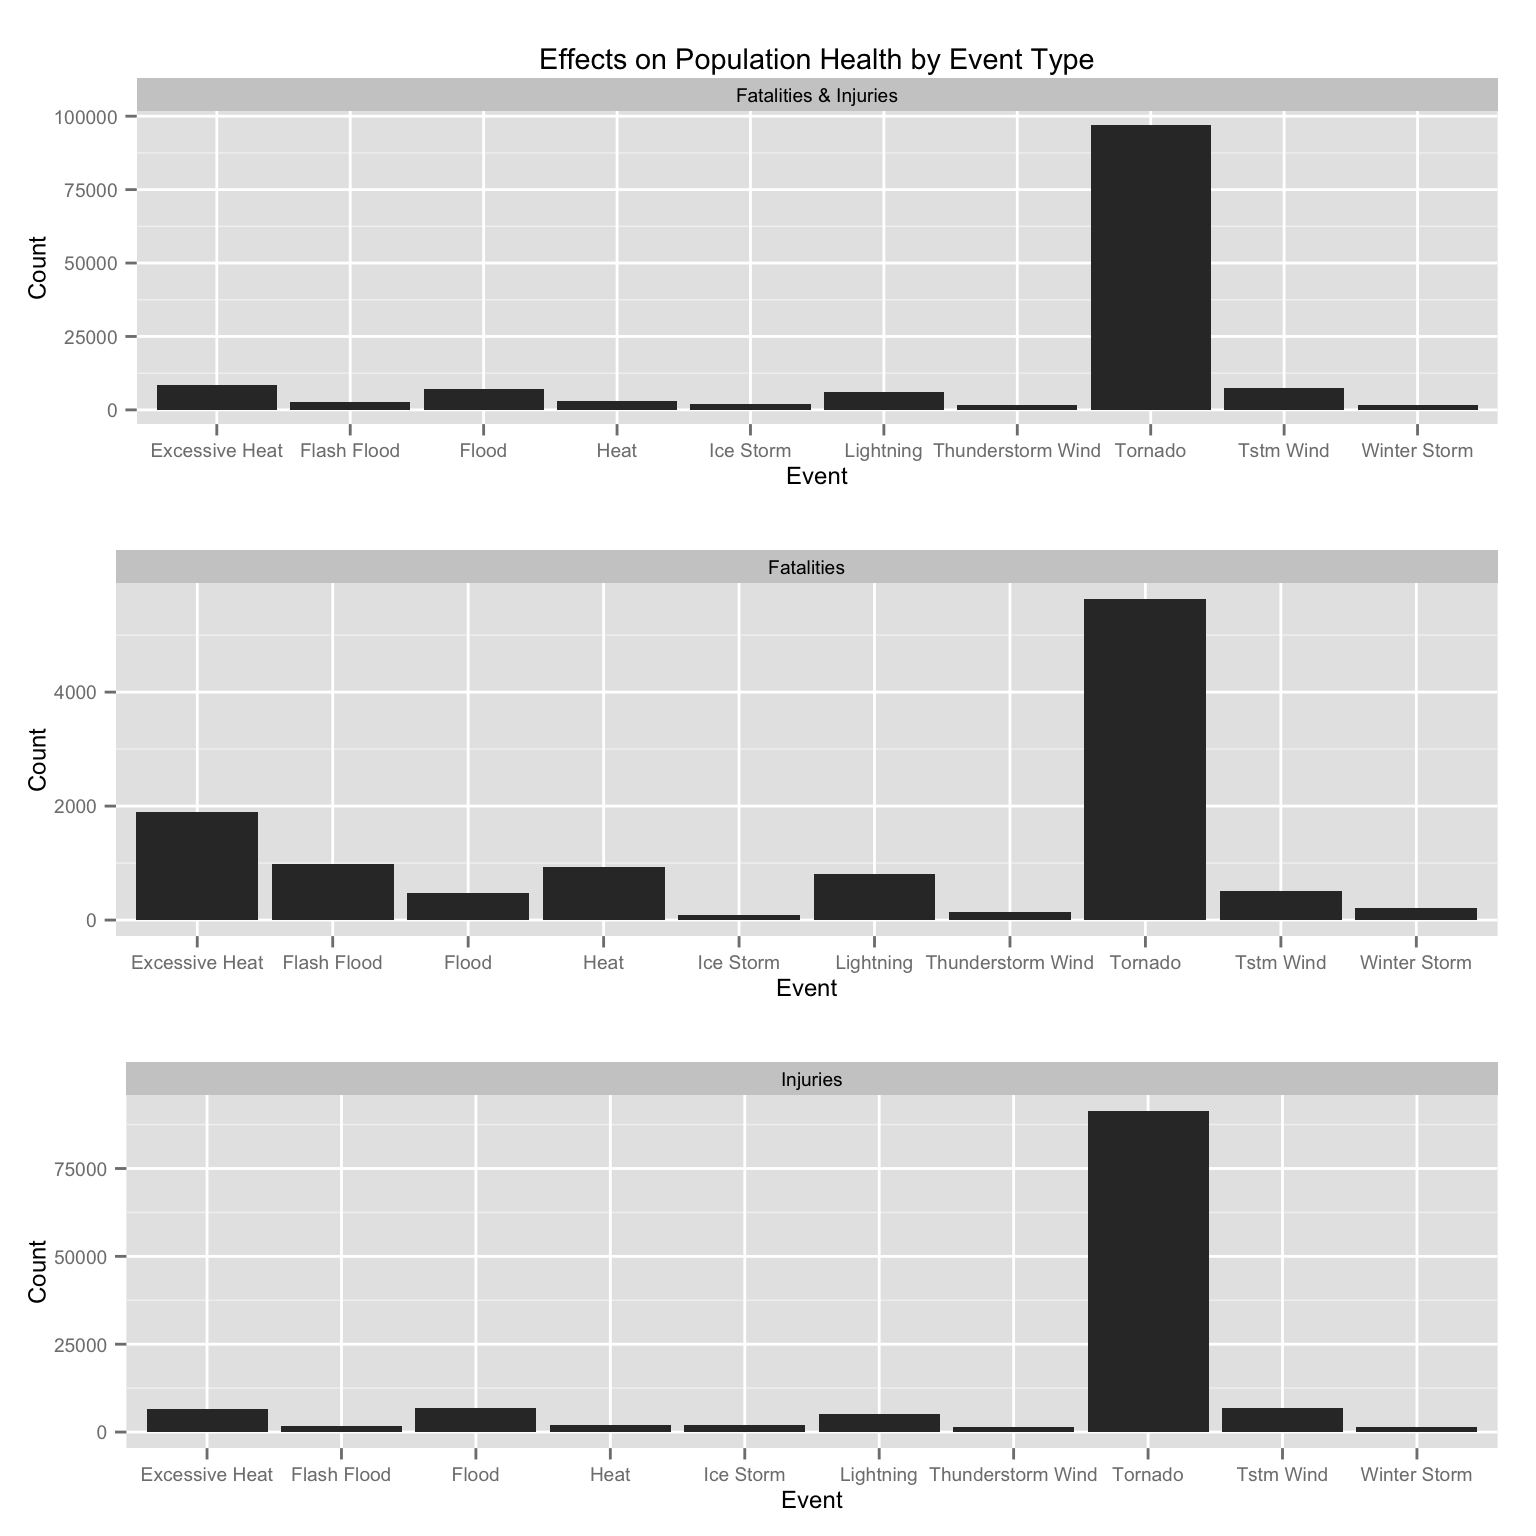 Effects on Population Health by Event Type
Fatalities & Injuries
100000
75000
50000
25000
0
Count
Excessive Heat Flash Flood Flood Heat Ice Storm Lightning Thunderstorm Wind Tornado Tstm Wind Winter Storm
Event
Fatalities
4000
2000
0
Count
Excessive Heat Flash Flood Flood Heat Ice Storm Lightning Thunderstorm Wind Tornado Tstm Wind Winter Storm
Event
Injuries
75000
50000
25000
0
Count
Excessive Heat Flash Flood Flood Heat Ice Storm Lightning Thunderstorm Wind Tornado Tstm Wind Winter Storm
Event